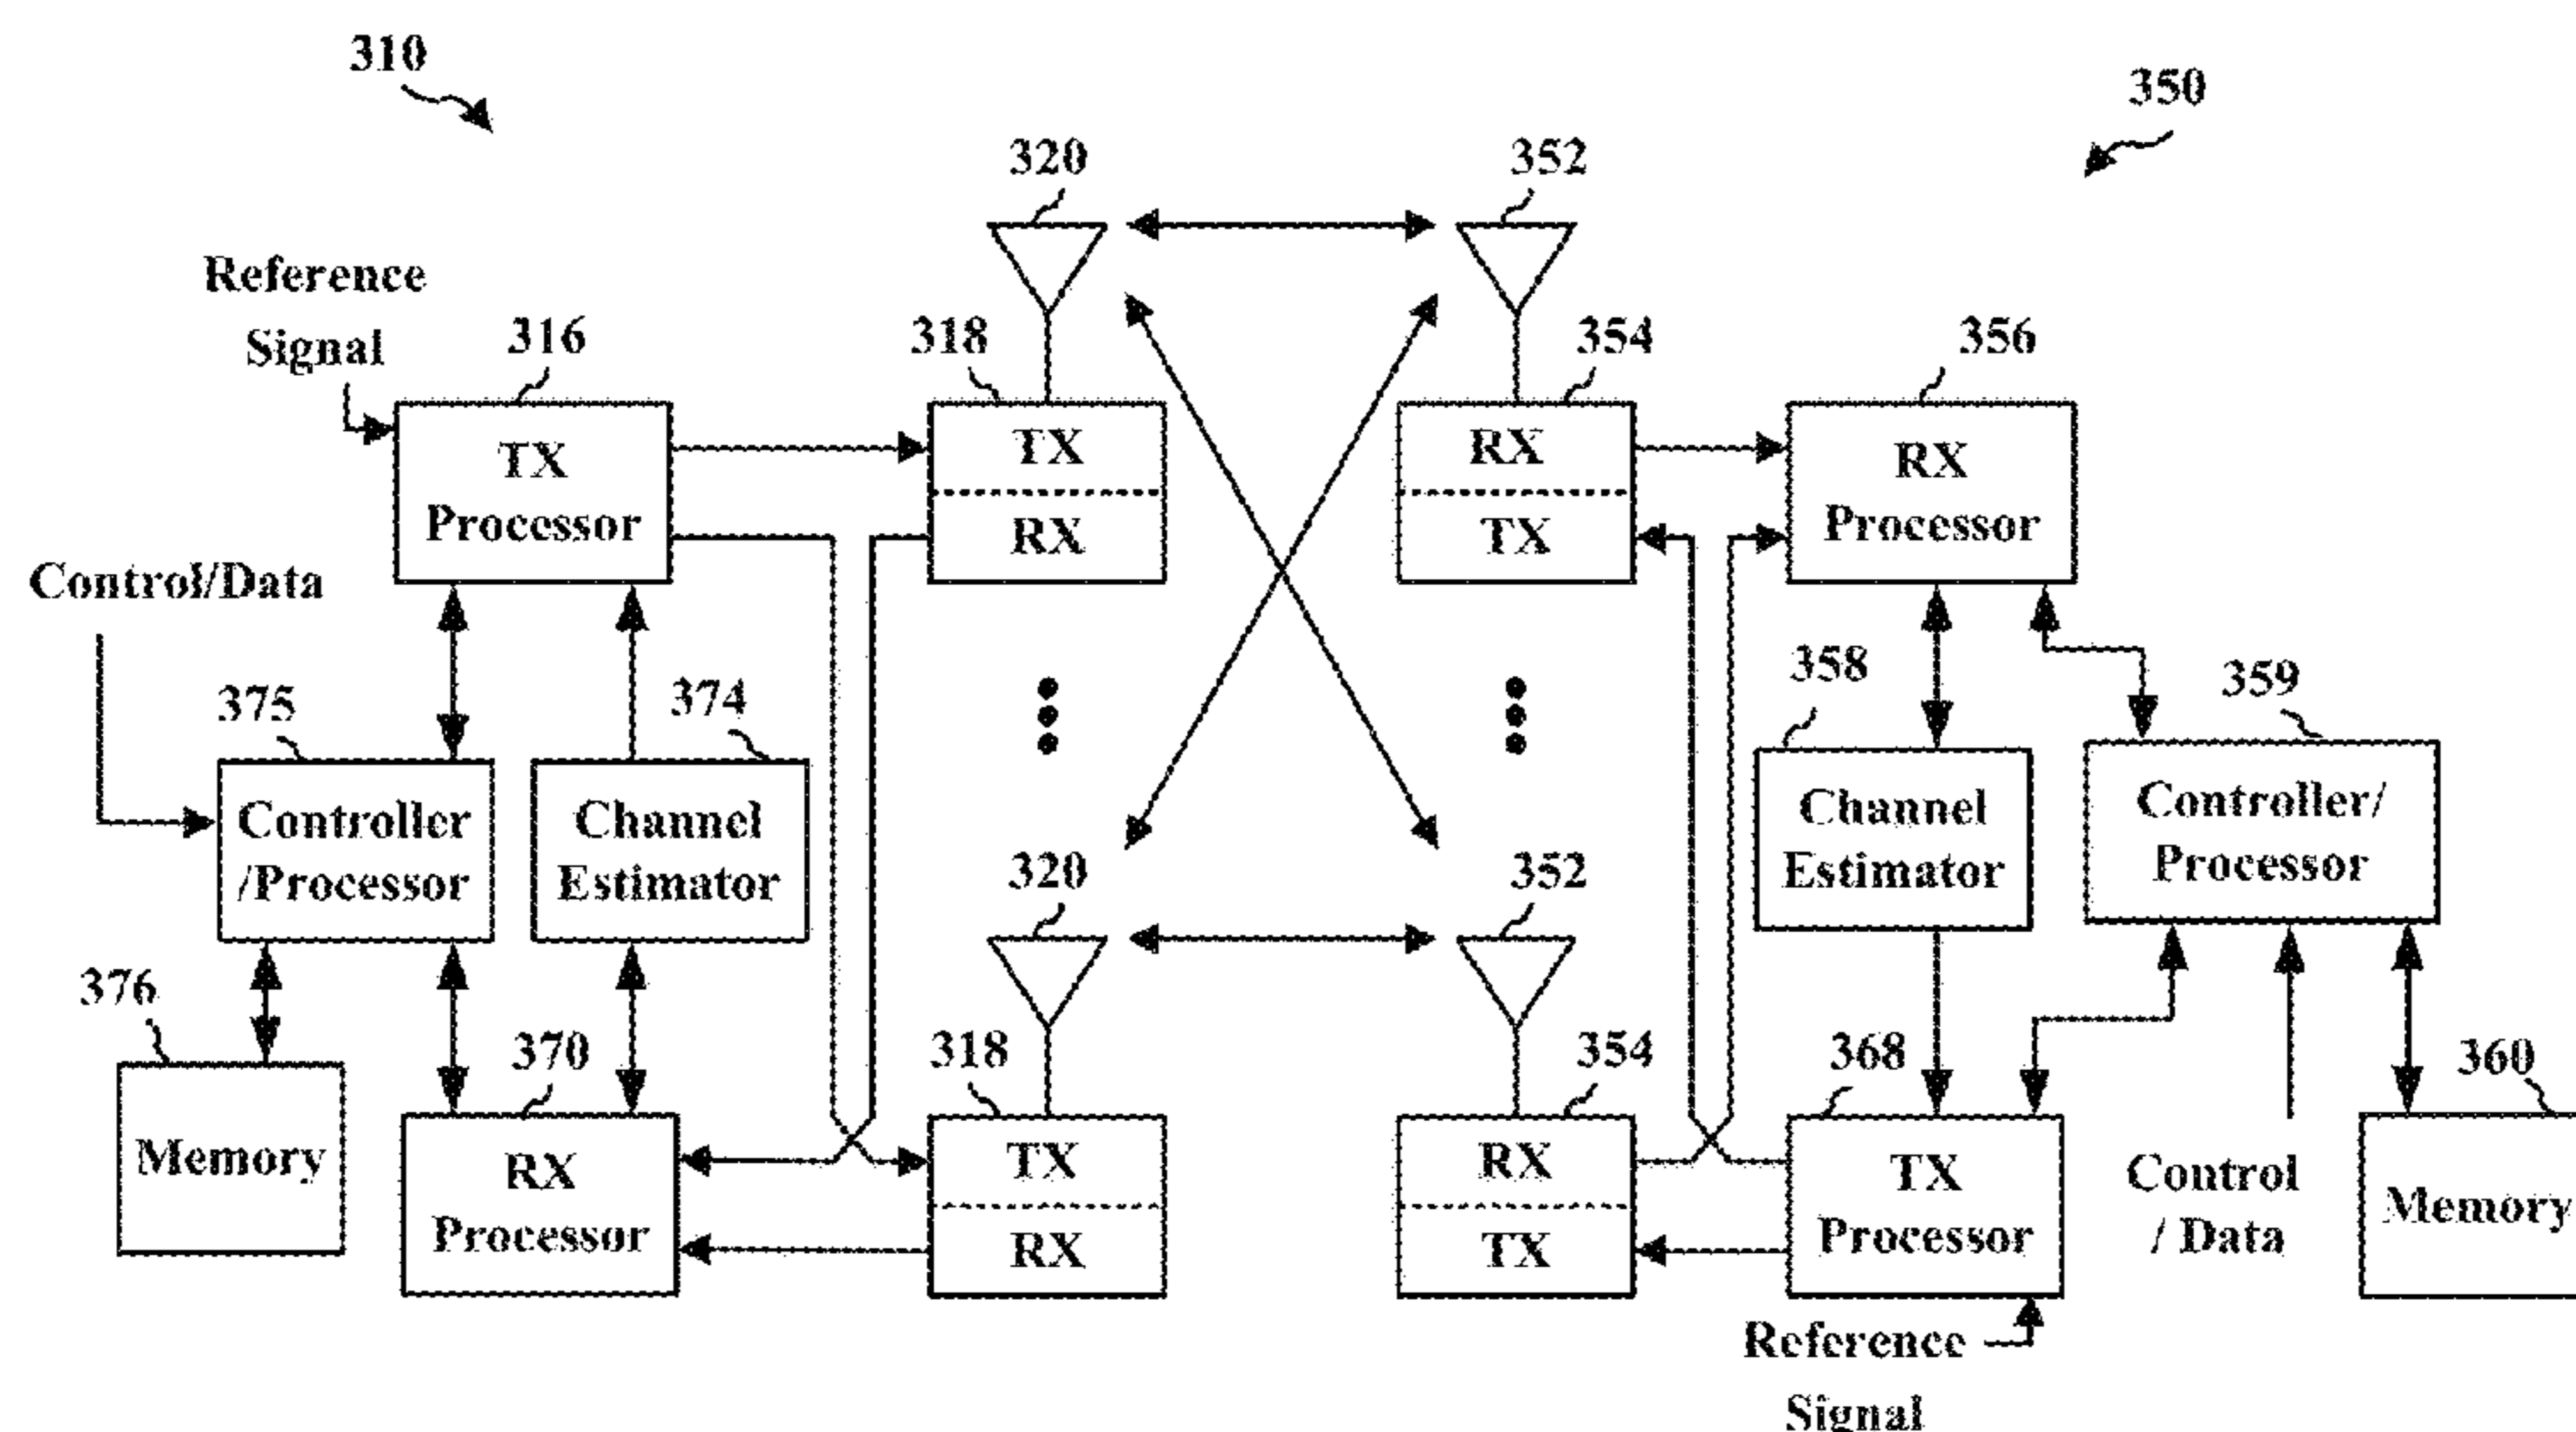 310
350
320
352
Reference
Signal
316
318
354
356
TX
Processor
TX
RX
RX
TX
RX
Processor
Control/Data
375
374
358
359
Controller
/Processor
Channel
Estimator
Channel
Estimator
Controller/
Processor
320
352
376
370
318
354
368
360
Memory
RX
Processor
TX
RX
RX
TX
TX
Processor
Control
/ Data
Memory
Reference
Signal